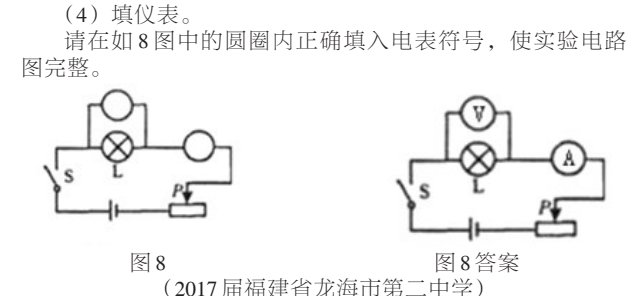 （4）填仪表。
请在如8图中的圆圈内正确填入电表符号，使实验电路
图完整。
V
L
A
S
P
L
S
P
图8
图8答案
（2017届福建省龙海市第二中学）